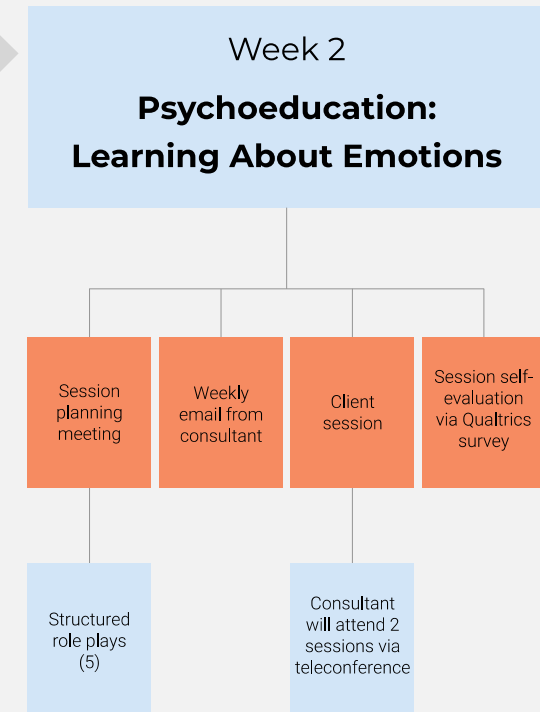 Week 2
Psychoeducation:
Learning About Emotions
Session
planning
meeting
Weekly
email from
consultant
Client
session
Session self-
evaluation
via Qualtrics
survey
Structured
role plays
(5)
Consultant
will attend 2
sessions via
teleconference